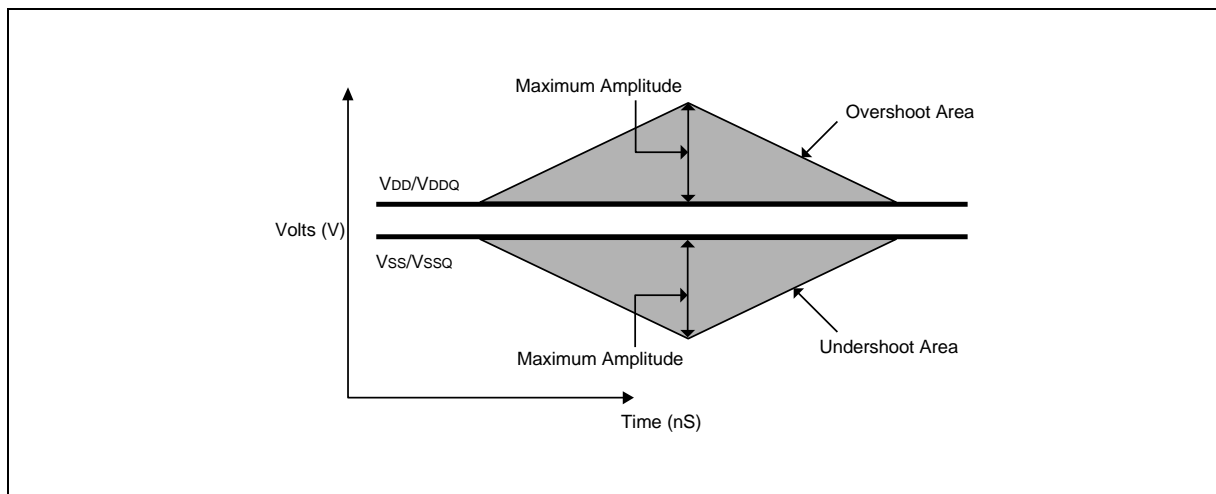 Maximum Amplitude
Overshoot Area
VDD/VDDQ
Volts (V)
VSS/VSSQ
Maximum Amplitude
Undershoot Area
Time (nS)